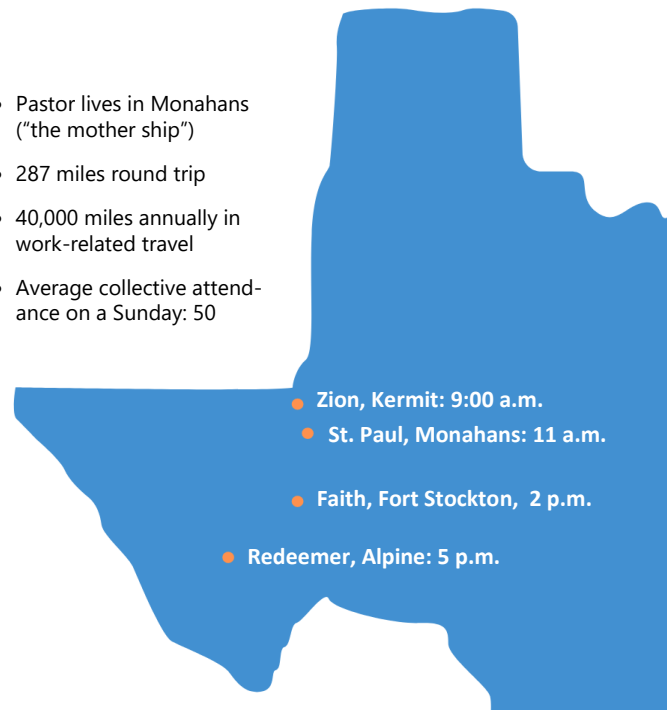 • Pastor lives in Monahans
(“the mother ship”)
• 287 miles round trip
• 40,000 miles annually in
work-related travel
• Average collective attend-
ance on a Sunday: 50
Zion, Kermit: 9:00 a.m.
St. Paul, Monahans: 11 a.m.
Faith, Fort Stockton,  2 p.m.
Redeemer, Alpine: 5 p.m.